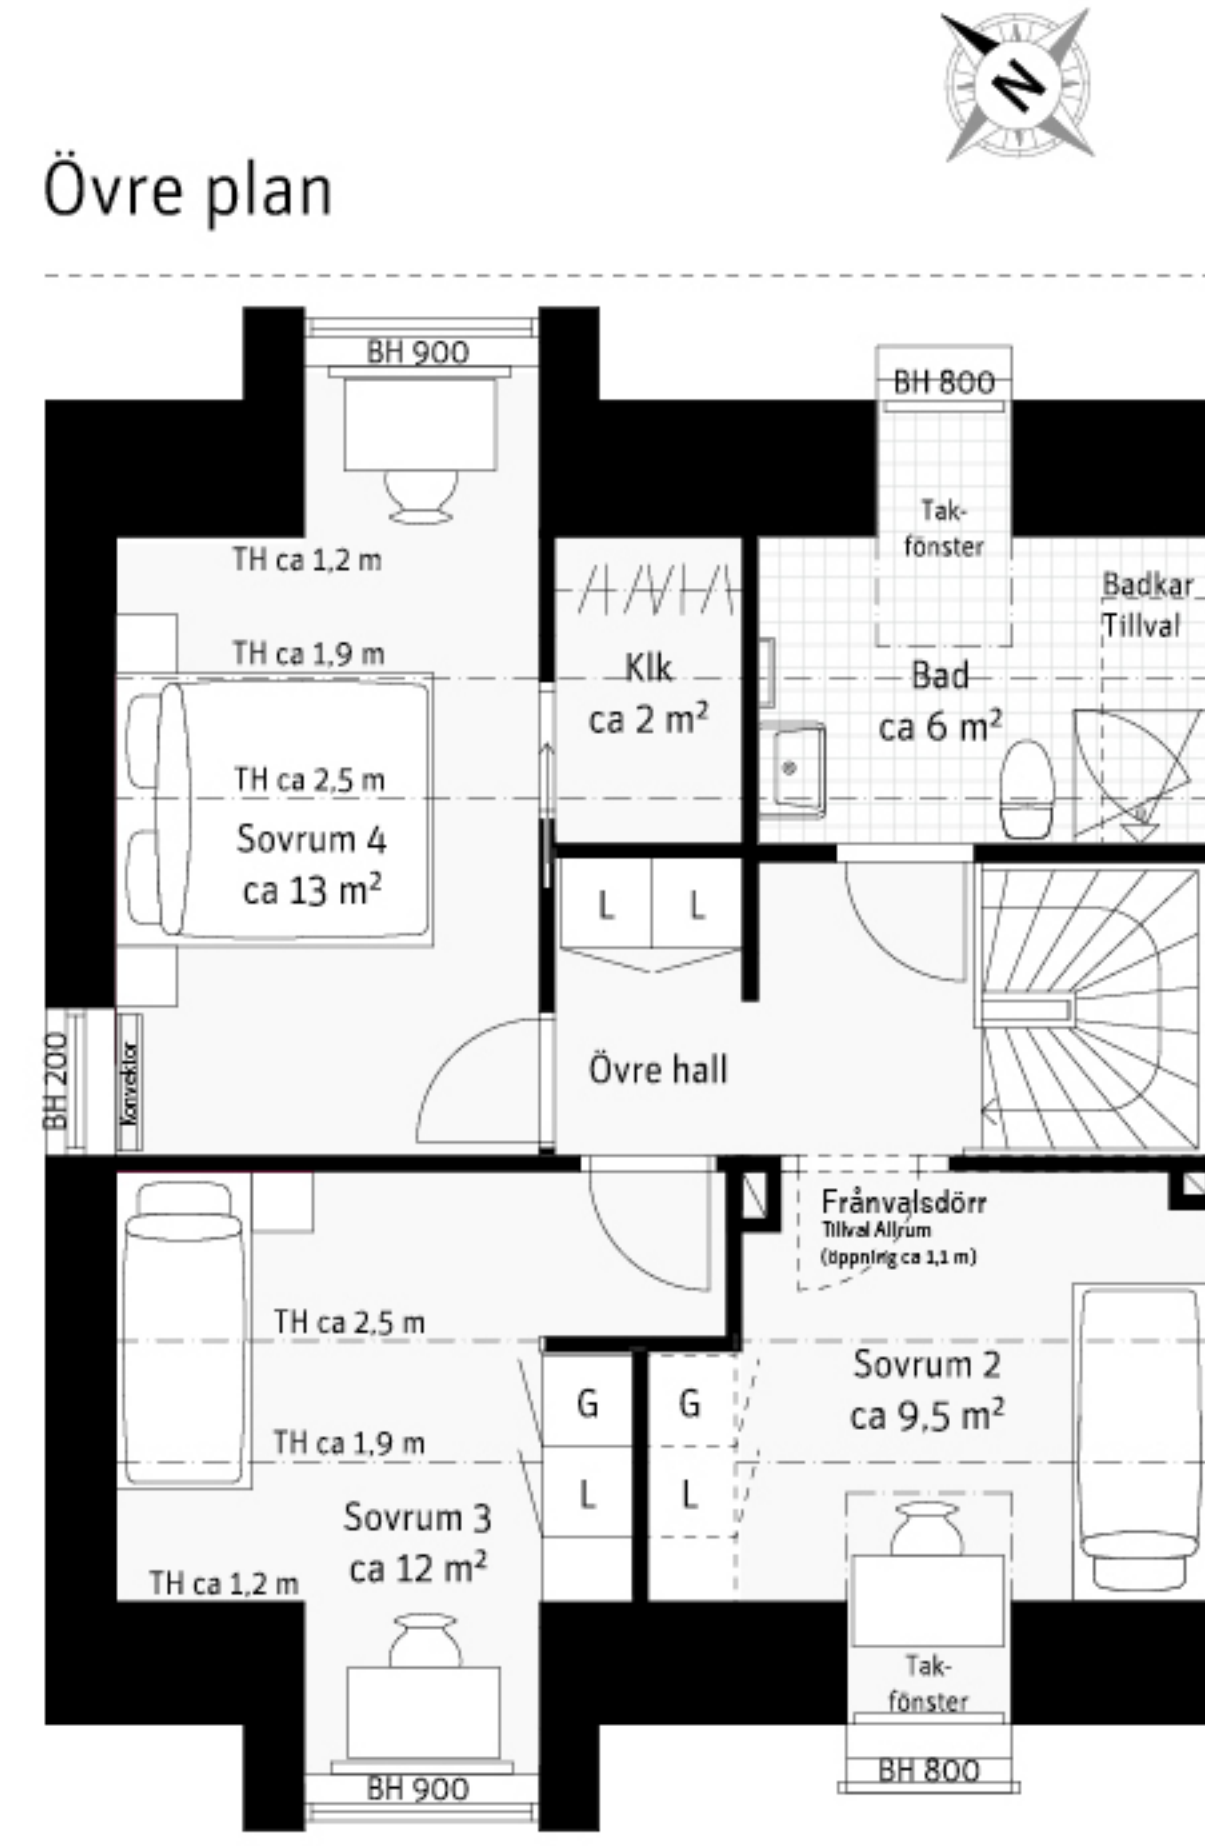 N
Övre plan
BH 900
BH 800
Tak-
fönster
TH ca 1,2 m
Badkar
Tillval
TH ca 1,9 m
Klk
ca 2 m²
Bad
ca 6 m²
TH ca 2,5 m
Sovrum 4
ca 13 m²
L
L
BH 200
Konvektor
Övre hall
Frånvalsdörr
Tillval Allrum
(öppning ca 1,1 m)
TH ca 2,5 m
Sovrum 2
ca 9,5 m²
G
G
TH ca 1,9 m
L
L
Sovrum 3
ca 12 m²
TH ca 1,2 m
Tak-
fönster
BH 900
BH 800